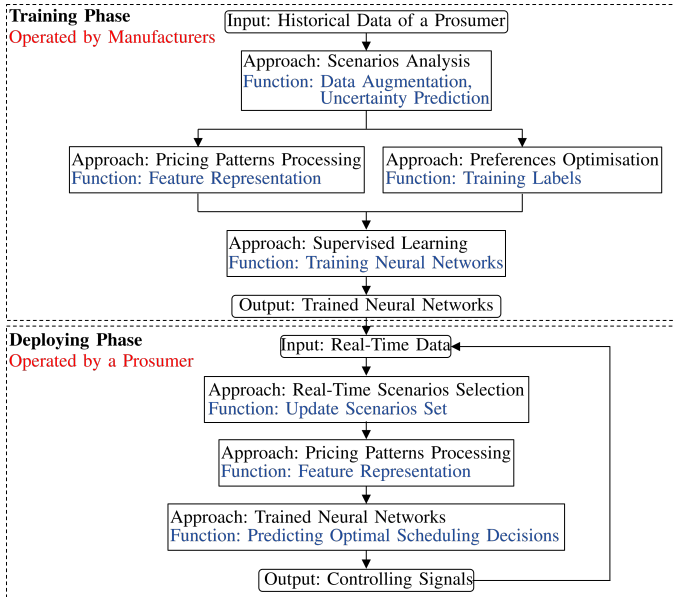 Training Phase
Operated by Manufacturers
Input: Historical Data of a Prosumer
Approach: Scenarios Analysis
Function: Data Augmentation,
Uncertainty Prediction
Approach: Pricing Patterns Processing
Function: Feature Representation
Approach: Preferences Optimisation
Function: Training Labels
Approach: Supervised Learning
Function: Training Neural Networks
Output: Trained Neural Networks
Deploying Phase
Operated by a Prosumer
Input: Real-Time Data
Approach: Real-Time Scenarios Selection
Function: Update Scenarios Set
Approach: Pricing Patterns Processing
Function: Feature Representation
Approach: Trained Neural Networks
Function: Predicting Optimal Scheduling Decisions
Output: Controlling Signals